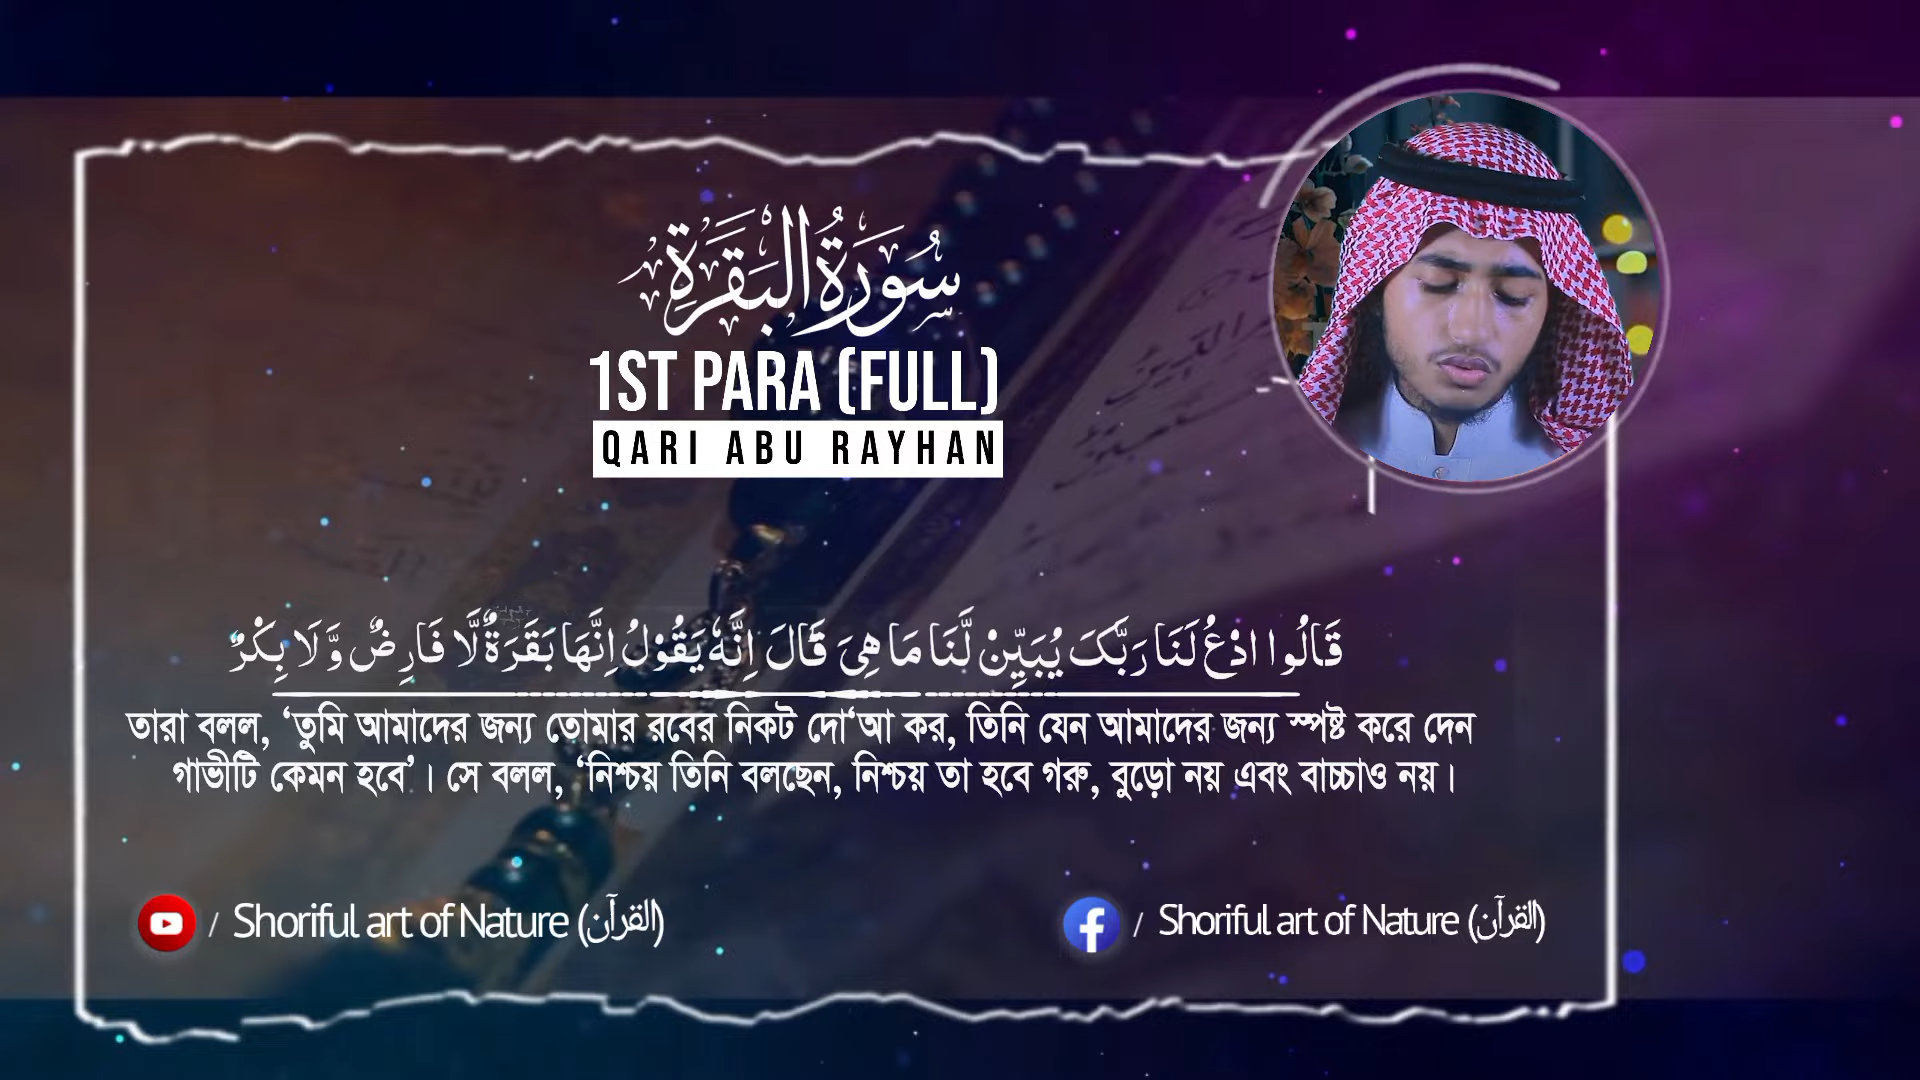 سُورَةُ الْبَقَرَةِ
1ST PARA (FULL)
QARI ABU RAYHAN
قَالُوا ادْعُ لَنَا رَبَّكَ يُبَيِّنْ لَّنَا مَا هِىَ قَالَ اِنَّهٗ يَقُوْلُ اِنَّهَا بَقَرَةٌ لَّا فَارِضٌ وَّلَا بِكْرٌ
তারা বলল, ‘তুমি আমাদের জন্য তোমার রবের নিকট দো‘আ কর, তিনি যেন আমাদের জন্য স্পষ্ট করে দেন
গাভীটি কেমন হবে’। সে বলল, ‘নিশ্চয় তিনি বলছেন, নিশ্চয় তা হবে গরু, বুড়ো নয় এবং বাচ্চাও নয়।
/ Shoriful art of Nature (القرآن)
/ Shoriful art of Nature (القرآن)